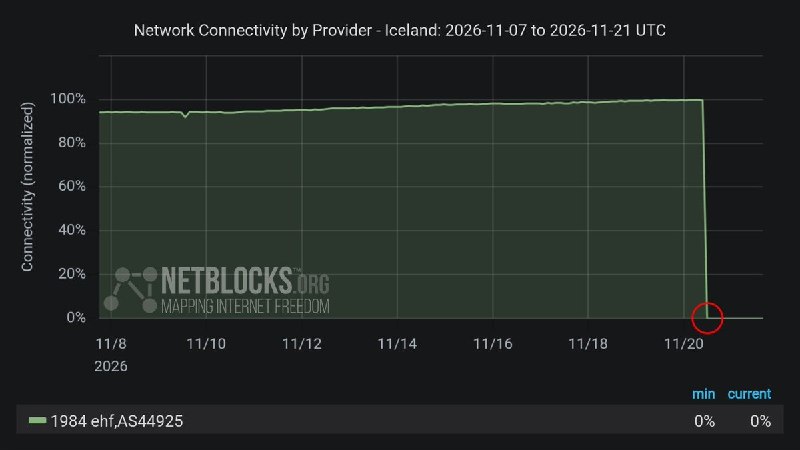 Network Connectivity by Provider - Iceland: 2026-11-07 to 2026-11-21 UTC
Connectivity (normalized)
100%
80%
60%
40%
20%
0%
NETBLOCKS.ORG
™
MAPPING INTERNET FREEDOM
11/8 11/10 11/12 11/14 11/16 11/18 11/20
2026
min current
1984 ehf,AS44925 0% 0%